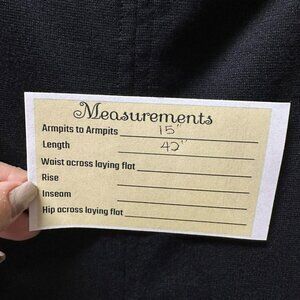 Measurements
Armpits to Armpits 15"
Length 42"
Waist across laying flat
Rise
Inseam
Hip across laying flat